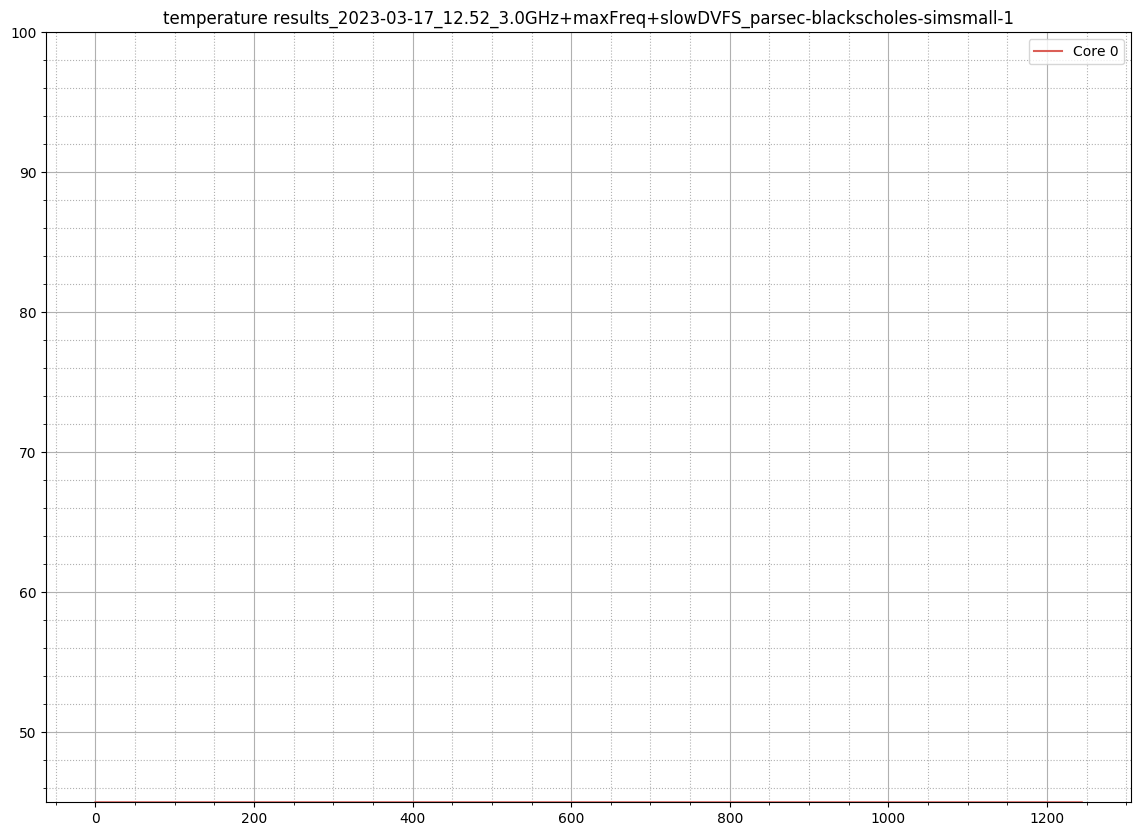 temperature results_2023-03-17_12.52_3.0GHz+maxFreq+slowDVFS_parsec-blackscholes-simsmall-1
100
Core 0
90
80
70
60
50
0 200 400 600 800 1000 1200